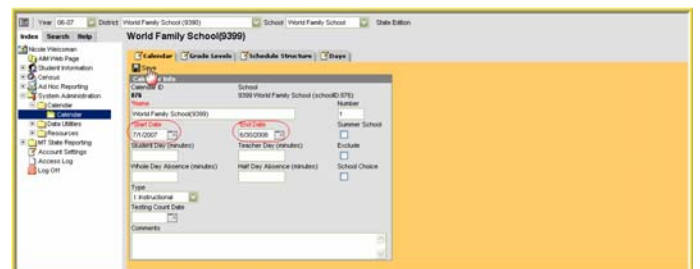 Year 06-07 District World Family School (9399) School World Family School State Edition
Index Search Help
World Family School(9399)
Nicole Weissman
AIM Web Page
Student Information
Census
Ad Hoc Reporting
System Administration
Calendar
Calendar
Data Utilities
Resources
MT State Reporting
Account Settings
Access Log
Log Off
Calendar Grade Levels Schedule Structure Days
Save
Calendar Info
Calendar ID School
976 9399 World Family School (schoolID:976)
*Name Number
World Family School(9399) 1
*Start Date *End Date Summer School
7/1/2007 6/30/2008
Student Day (minutes) Teacher Day (minutes) Exclude
Whole Day Absence (minutes) Half Day Absence (minutes) School Choice
Type
I: Instructional
Testing Count Date
Comments